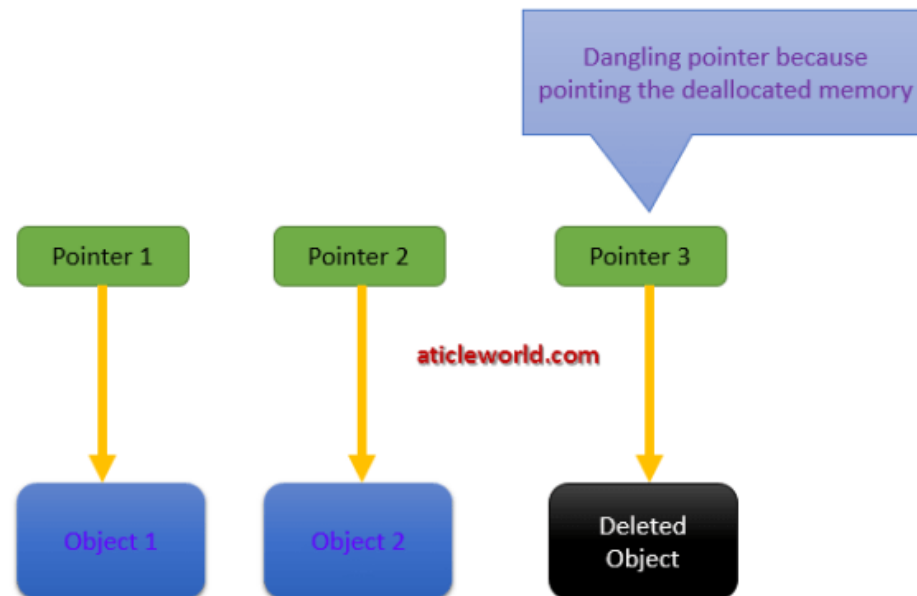 Dangling pointer because
pointing the deallocated memory
Pointer 1
Pointer 2
Pointer 3
aticleworld.com
Object 1
Object 2
Deleted
Object